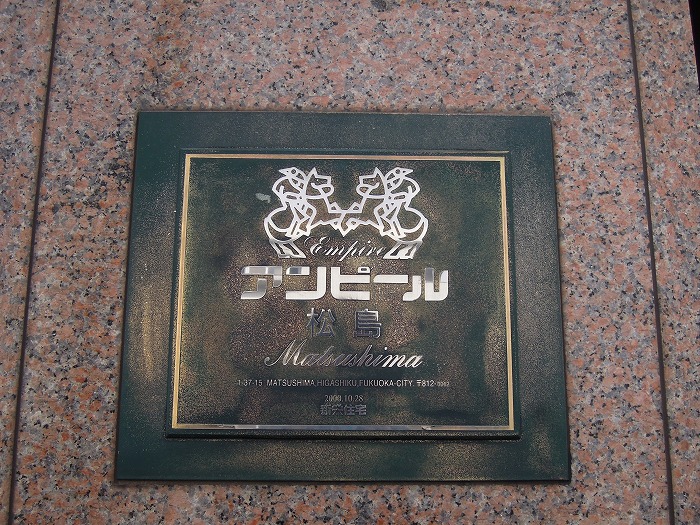 Empire
アンピール
松島
Matsushima
1-37-15 MATSUSHIMA,HIGASHIKU,FUKUOKA-CITY. 〒812-0062
2000.10.28
新栄住宅